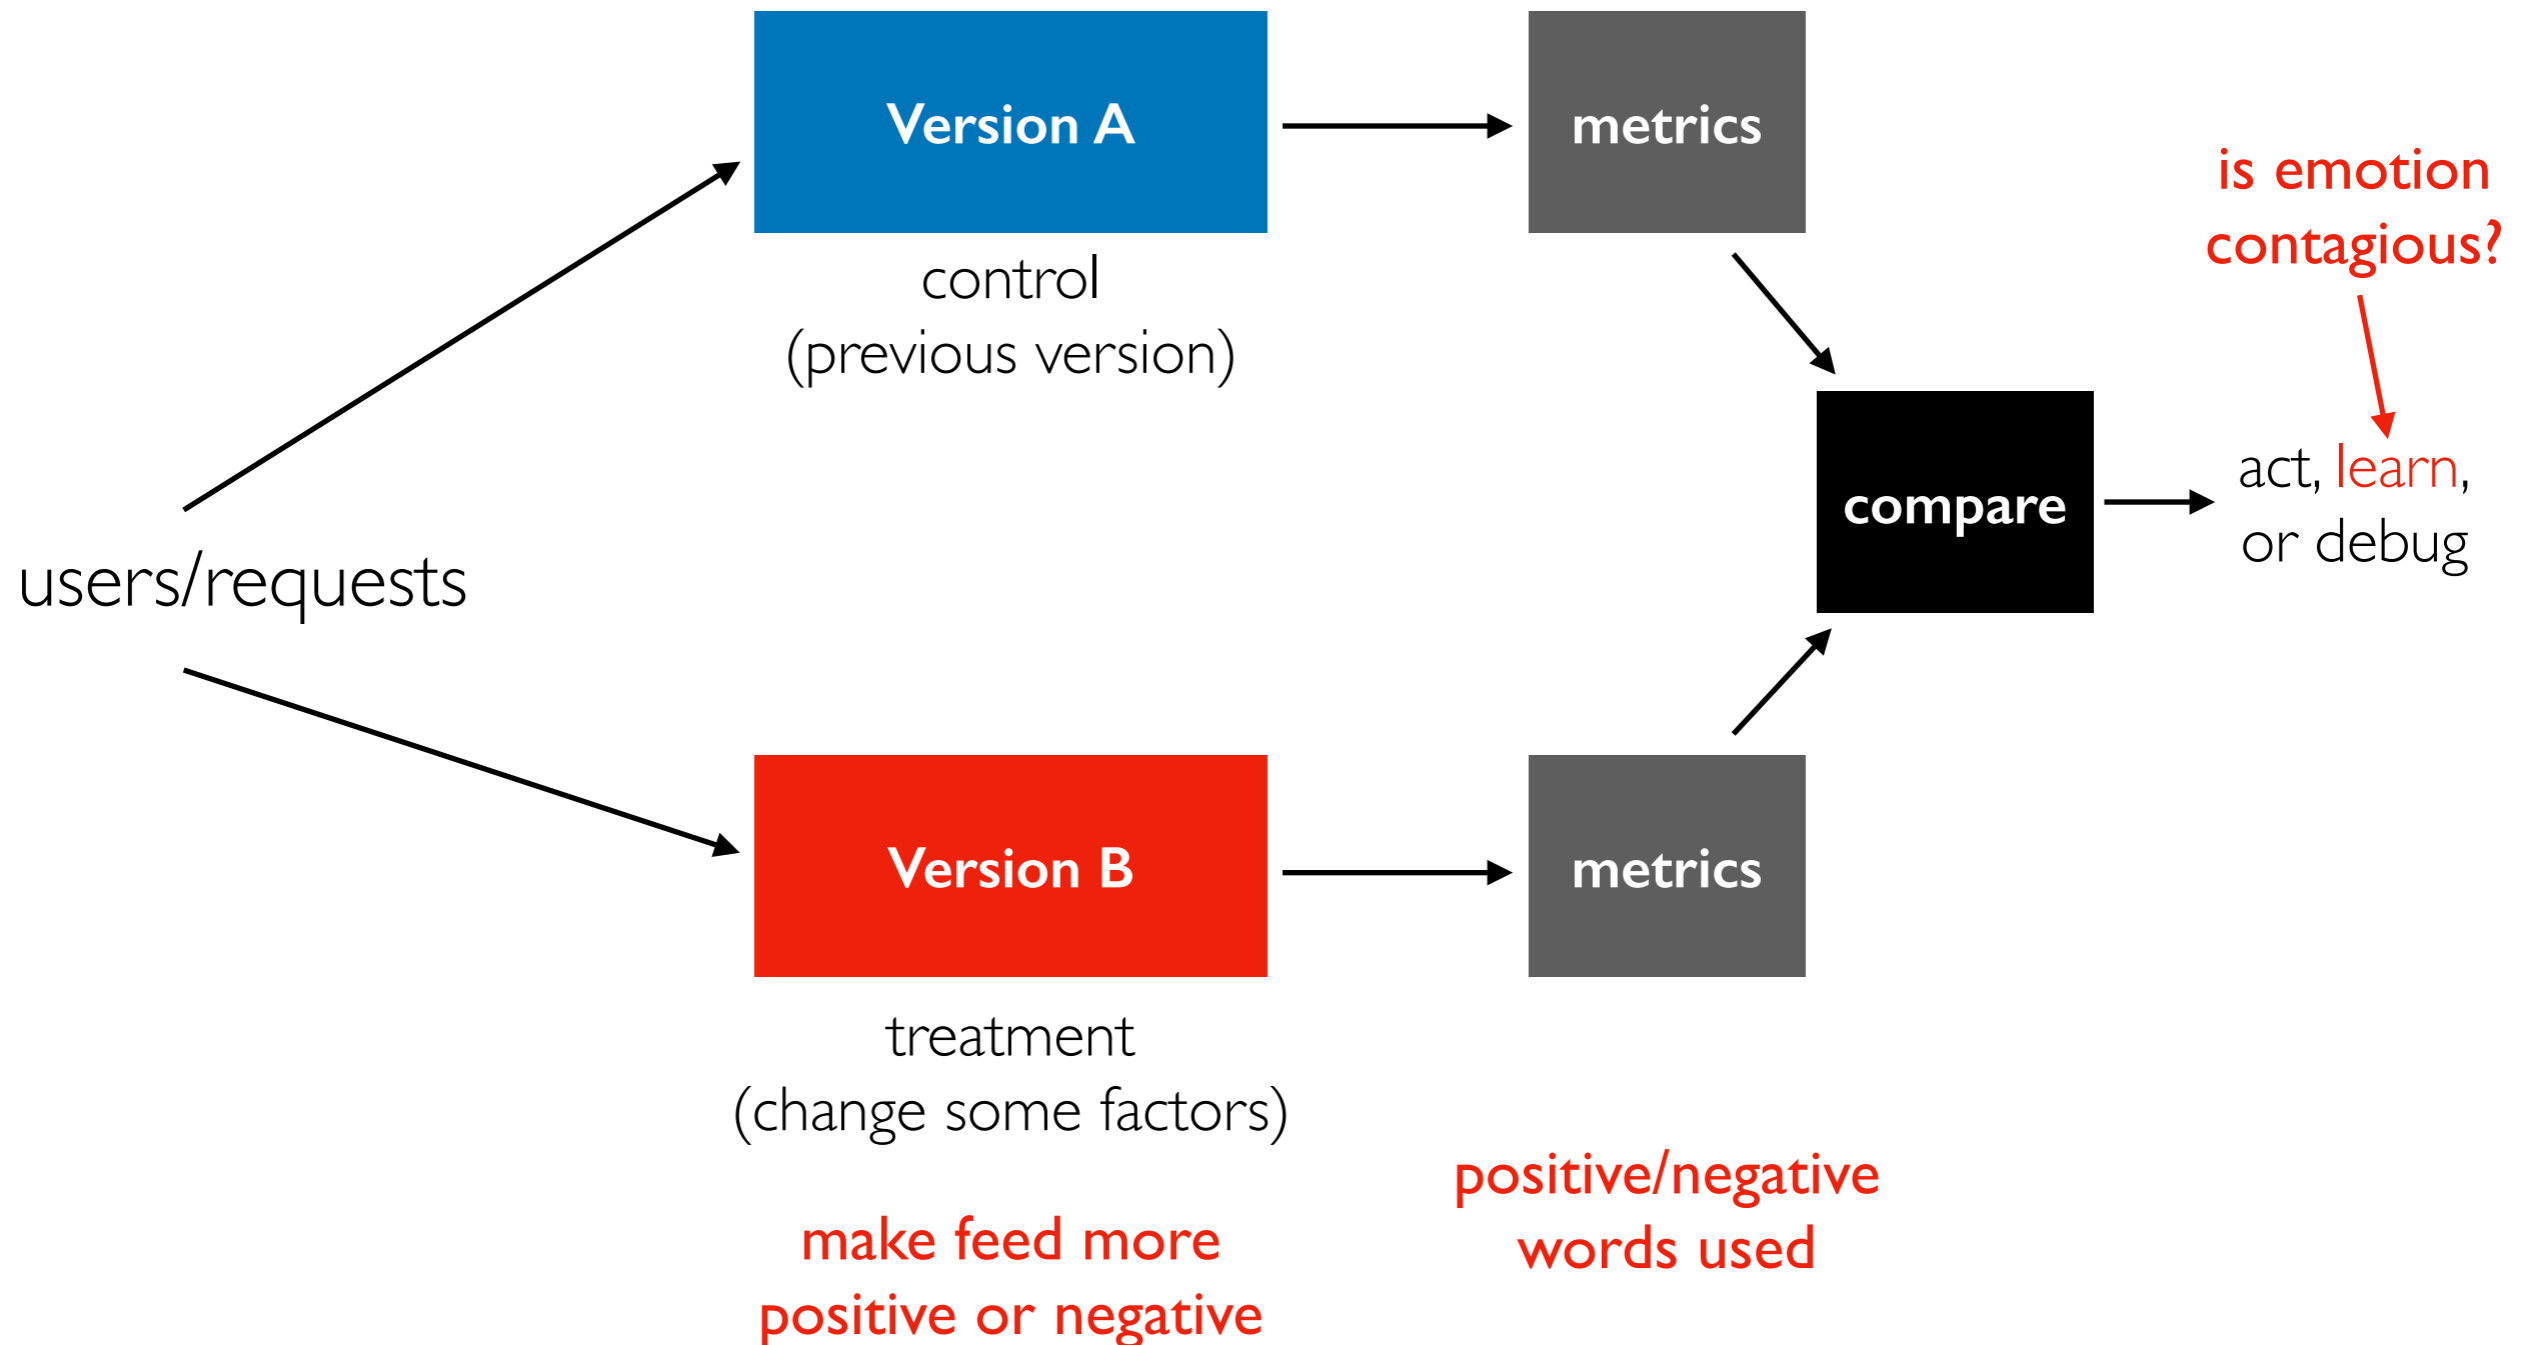 users/requests
Version A
control
(previous version)
metrics
Version B
treatment
(change some factors)
make feed more
positive or negative
metrics
positive/negative
words used
compare
is emotion
contagious?
act, learn,
or debug